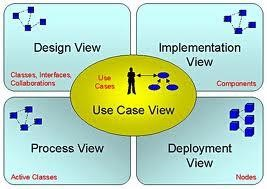 Design View
Classes, Interfaces,
Collaborations
Implementation
View
Components
Use
Cases
Use Case View
Process View
Active Classes
Deployment
View
Nodes